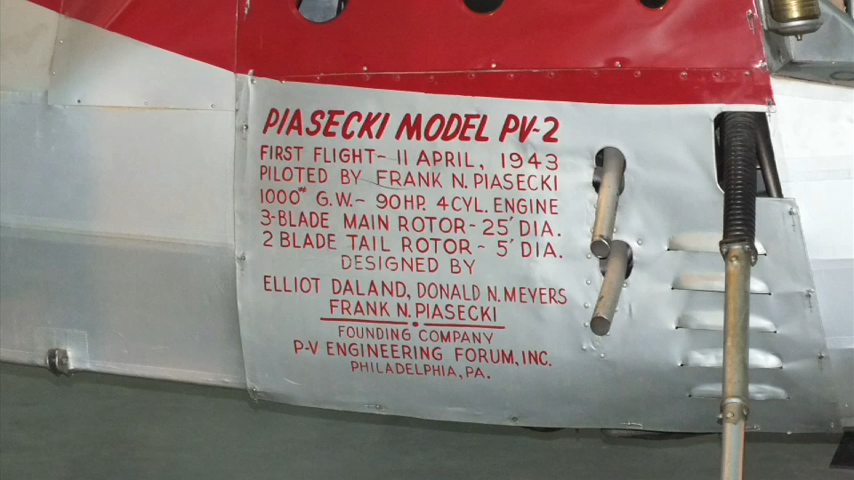 PIASECKI MODEL PV-2
FIRST FLIGHT- 11 APRIL, 1943
PILOTED BY FRANK N. PIASECKI
1000# G.W.- 90HP. 4CYL. ENGINE
3-BLADE MAIN ROTOR- 25' DIA.
2 BLADE TAIL ROTOR- 5' DIA.
DESIGNED BY
ELLIOT DALAND, DONALD N. MEYERS
FRANK N. PIASECKI
FOUNDING COMPANY
P-V ENGINEERING FORUM, INC.
PHILADELPHIA, PA.